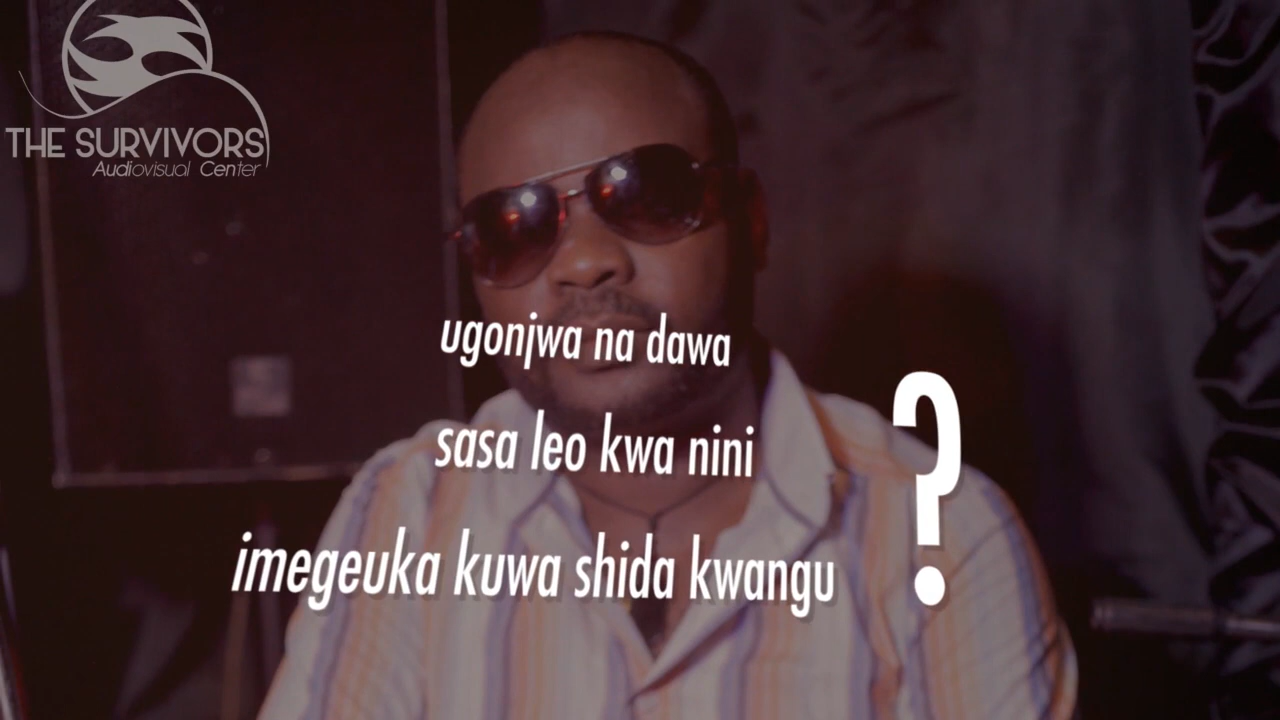 THE SURVIVORS
Audiovisual Center
ugonjwa na dawa
sasa leo kwa nini
imegeuka kuwa shida kwangu ?